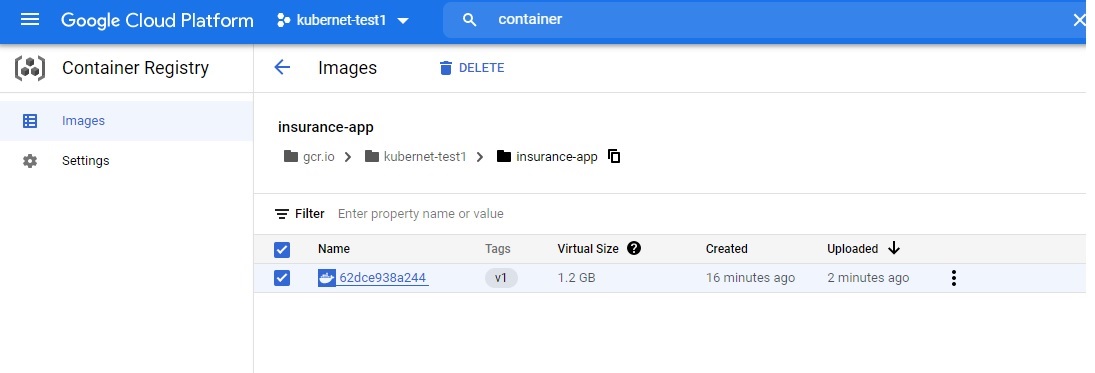 Google Cloud Platform kubernet-test1 container
Container Registry Images DELETE
Images
Settings
insurance-app
gcr.io kubernet-test1 insurance-app
Filter Enter property name or value
Name Tags Virtual Size ? Created Uploaded
62dce938a244 v1 1.2 GB 16 minutes ago 2 minutes ago